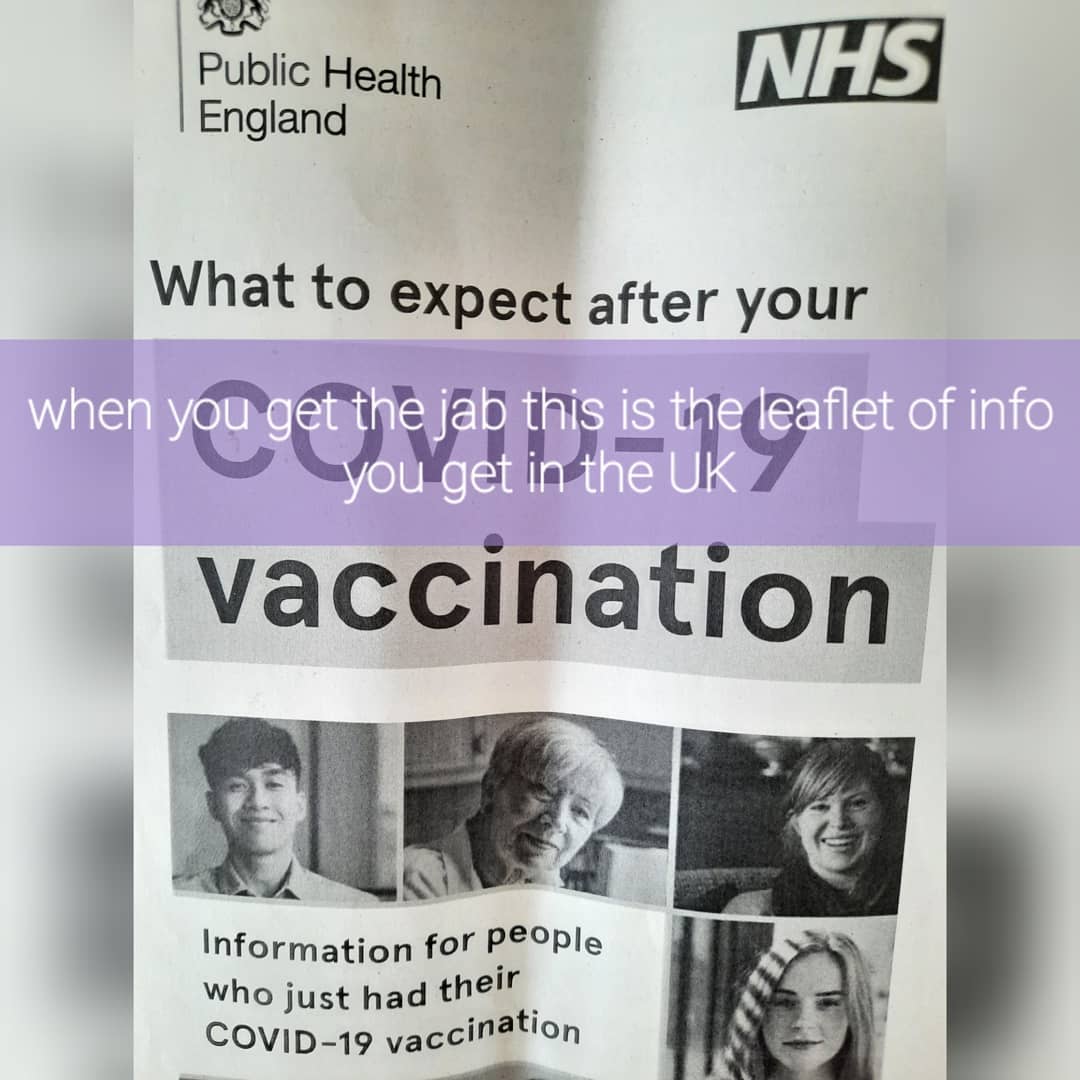 Public Health
England
NHS
What to expect after your
COVID-19
when you get the jab this is the leaflet of info
you get in the UK
vaccination
Information for people
who just had their
COVID-19 vaccination